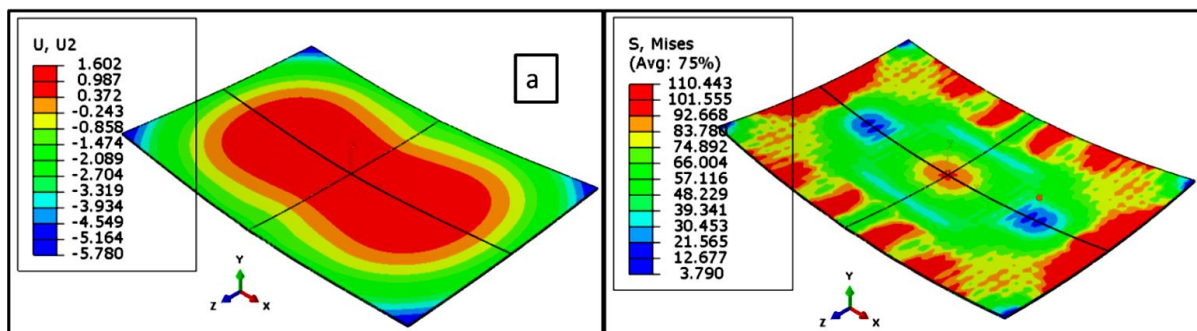 U, U2
1.602
0.987
0.372
-0.243
-0.858
-1.474
-2.089
-2.704
-3.319
-3.934
-4.549
-5.164
-5.780
a
Y
Z
X
S, Mises
(Avg: 75%)
110.443
101.555
92.668
83.780
74.892
66.004
57.116
48.229
39.341
30.453
21.565
12.677
3.790
Y
Z
X